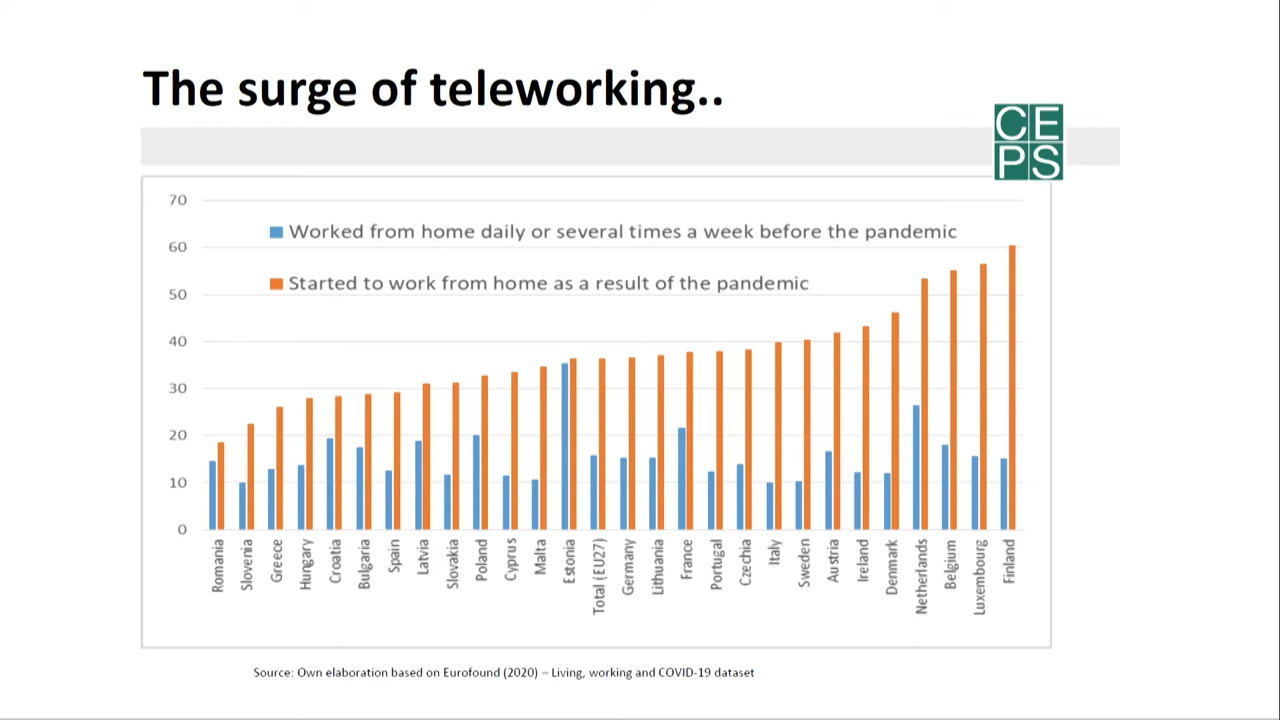 The surge of teleworking..
CE
PS
70
Worked from home daily or several times a week before the pandemic
60
Started to work from home as a result of the pandemic
50
40
30
20
10
0
Romania
Slovenia
Greece
Hungary
Croatia
Bulgaria
Spain
Latvia
Slovakia
Poland
Cyprus
Malta
Estonia
Total (EU27)
Germany
Lithuania
France
Portugal
Czechia
Italy
Sweden
Austria
Ireland
Denmark
Netherlands
Belgium
Luxembourg
Finland
Source: Own elaboration based on Eurofound (2020) – Living, working and COVID-19 dataset